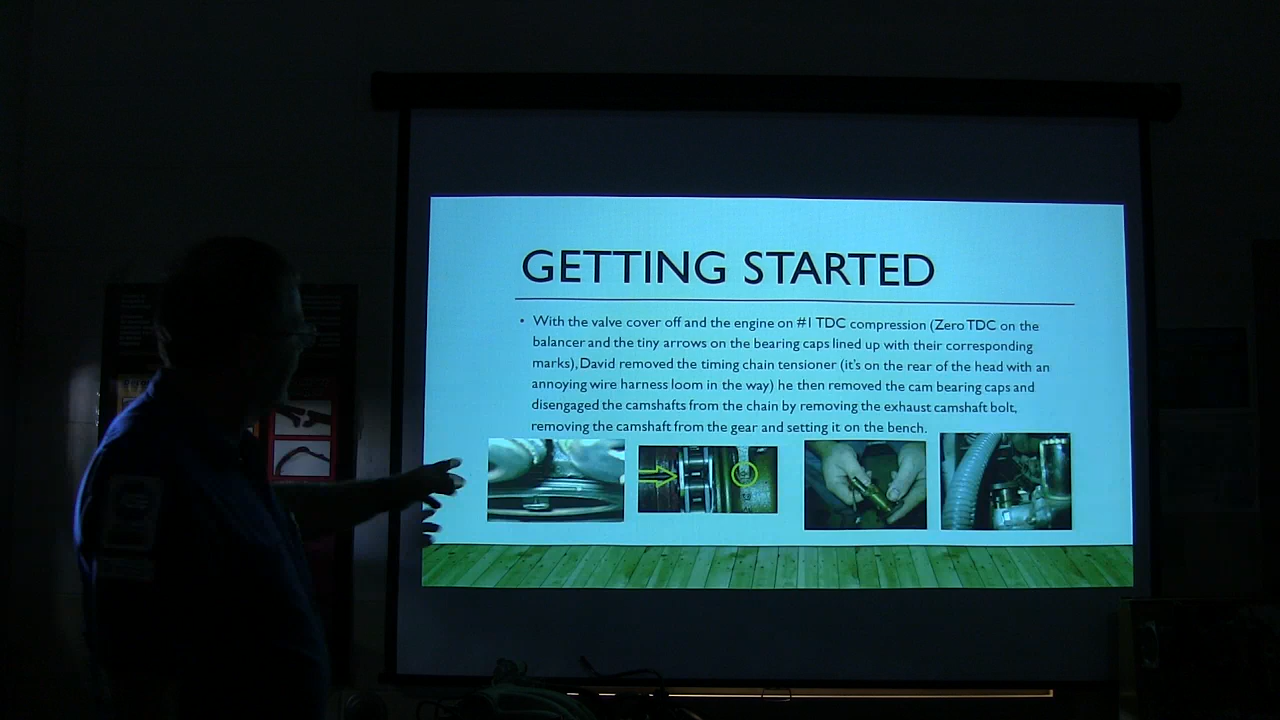 GETTING STARTED
• With the valve cover off and the engine on #1 TDC compression (Zero TDC on the
balancer and the tiny arrows on the bearing caps lined up with their corresponding
marks), David removed the timing chain tensioner (it's on the rear of the head with an
annoying wire harness loom in the way) he then removed the cam bearing caps and
disengaged the camshafts from the chain by removing the exhaust camshaft bolt,
removing the camshaft from the gear and setting it on the bench.